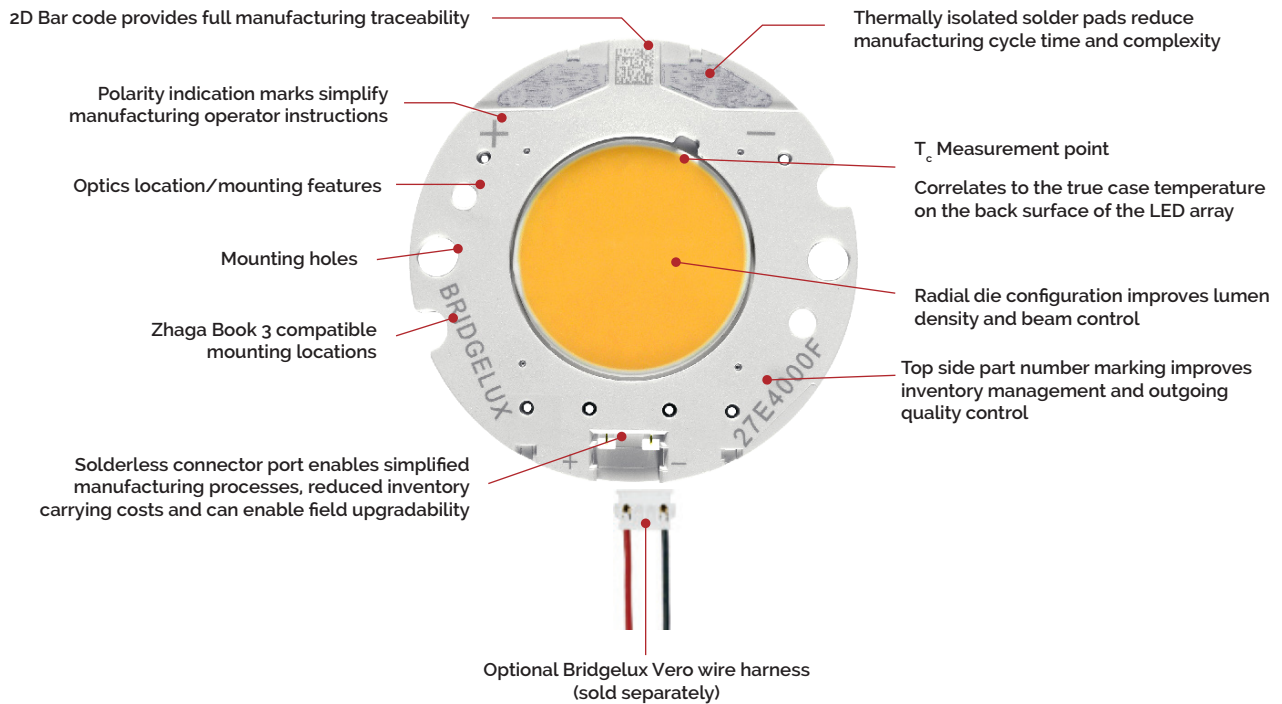 2D Bar code provides full manufacturing traceability
Thermally isolated solder pads reduce
manufacturing cycle time and complexity
Polarity indication marks simplify
manufacturing operator instructions
+
−
Tc Measurement point
Correlates to the true case temperature
on the back surface of the LED array
Optics location/mounting features
Mounting holes
Radial die configuration improves lumen
density and beam control
Zhaga Book 3 compatible
mounting locations
BRIDGELUX
27E4000F
Top side part number marking improves
inventory management and outgoing
quality control
+
−
Solderless connector port enables simplified
manufacturing processes, reduced inventory
carrying costs and can enable field upgradability
Optional Bridgelux Vero wire harness
(sold separately)